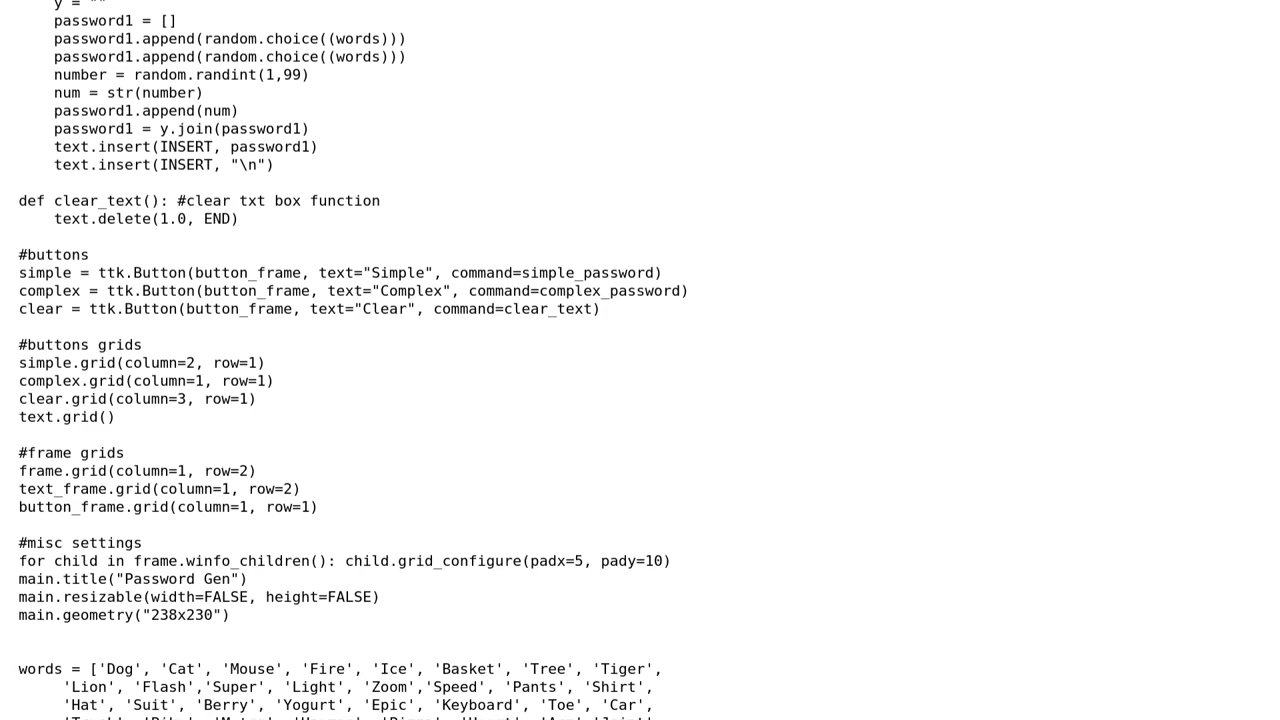 y = ""
    password1 = []
    password1.append(random.choice((words)))
    password1.append(random.choice((words)))
    number = random.randint(1,99)
    num = str(number)
    password1.append(num)
    password1 = y.join(password1)
    text.insert(INSERT, password1)
    text.insert(INSERT, "\n")

def clear_text(): #clear txt box function
    text.delete(1.0, END)

#buttons
simple = ttk.Button(button_frame, text="Simple", command=simple_password)
complex = ttk.Button(button_frame, text="Complex", command=complex_password)
clear = ttk.Button(button_frame, text="Clear", command=clear_text)

#buttons grids
simple.grid(column=2, row=1)
complex.grid(column=1, row=1)
clear.grid(column=3, row=1)
text.grid()

#frame grids
frame.grid(column=1, row=2)
text_frame.grid(column=1, row=2)
button_frame.grid(column=1, row=1)

#misc settings
for child in frame.winfo_children(): child.grid_configure(padx=5, pady=10)
main.title("Password Gen")
main.resizable(width=FALSE, height=FALSE)
main.geometry("238x230")


words = ['Dog', 'Cat', 'Mouse', 'Fire', 'Ice', 'Basket', 'Tree', 'Tiger',
     'Lion', 'Flash','Super', 'Light', 'Zoom','Speed', 'Pants', 'Shirt',
     'Hat', 'Suit', 'Berry', 'Yogurt', 'Epic', 'Keyboard', 'Toe', 'Car',